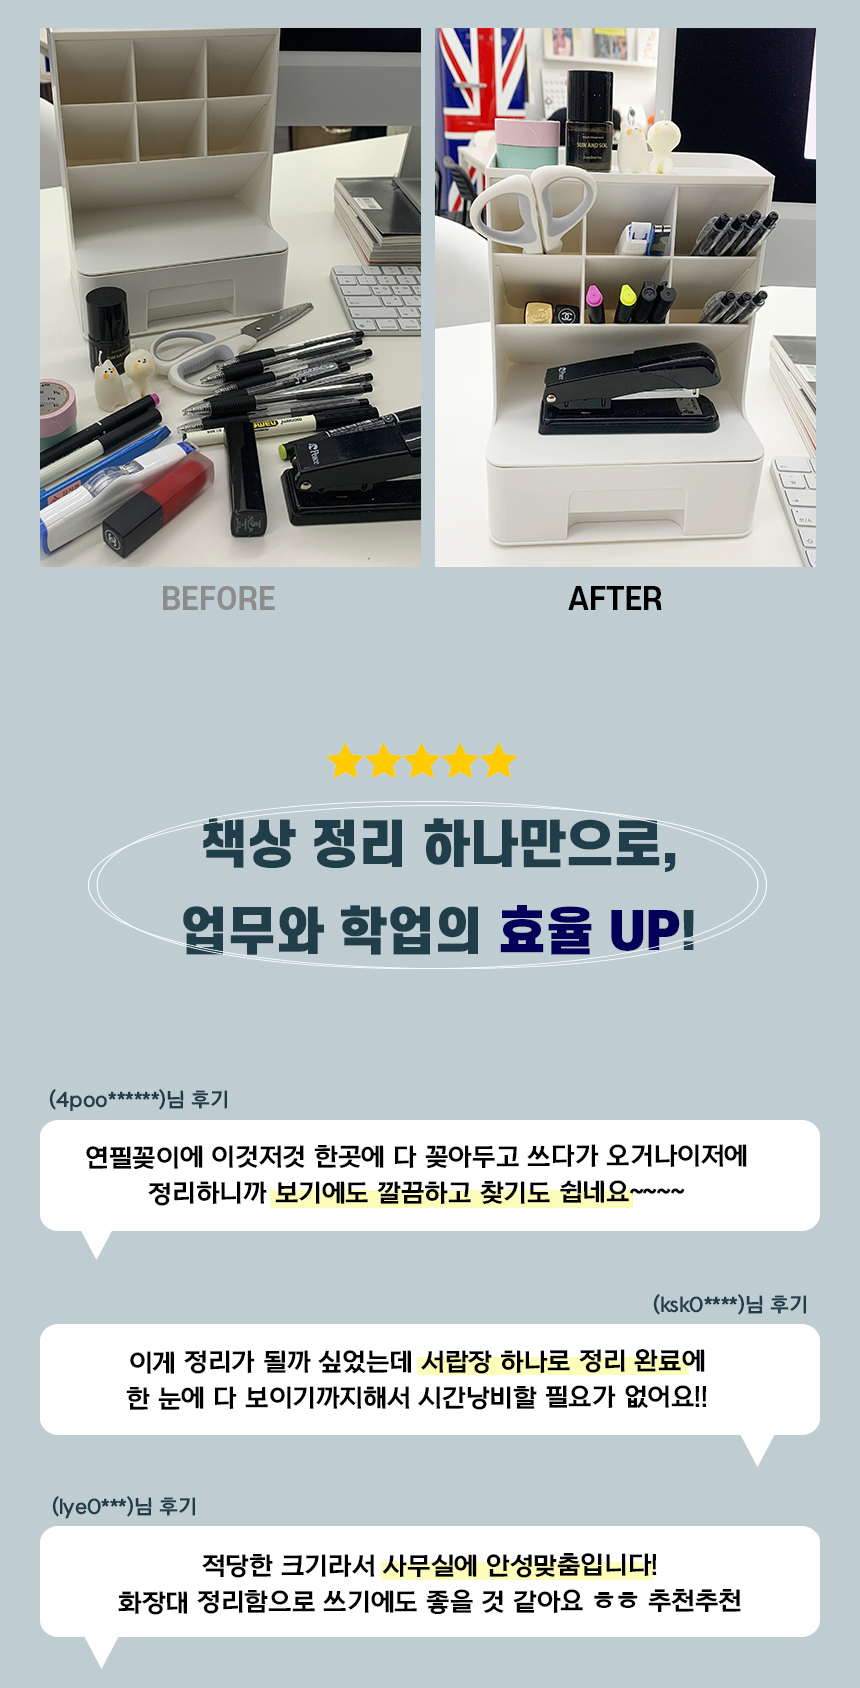 SUN AND SOIL
Peace
name
BEFORE
AFTER
책상 정리 하나만으로,
업무와 학업의 효율 UP!
(4poo******)님 후기
연필꽂이에 이것저것 한곳에 다 꽂아두고 쓰다가 오거나이저에
정리하니까 보기에도 깔끔하고 찾기도 쉽네요~~~~
(ksk0****)님 후기
이게 정리가 될까 싶었는데 서랍장 하나로 정리 완료에
한 눈에 다 보이기까지해서 시간낭비할 필요가 없어요!!
(lye0***)님 후기
적당한 크기라서 사무실에 안성맞춤입니다!
화장대 정리함으로 쓰기에도 좋을 것 같아요 ㅎㅎ 추천추천